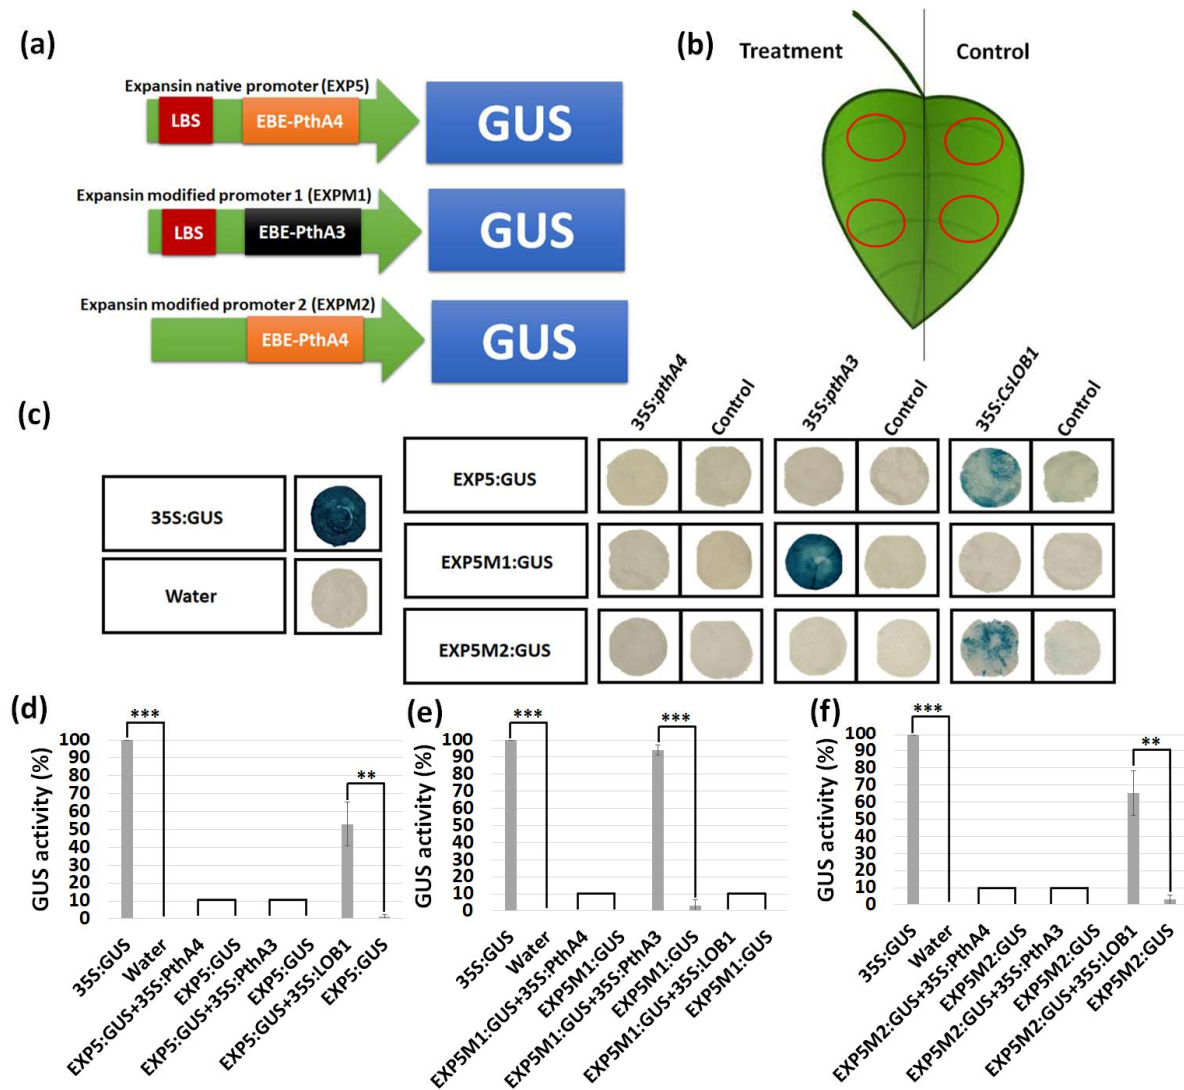 (a)
Expansin native promoter (EXP5)
LBS
EBE-PthA4
GUS
Expansin modified promoter 1 (EXPM1)
LBS
EBE-PthA3
GUS
Expansin modified promoter 2 (EXPM2)
EBE-PthA4
GUS
(b)
Treatment
Control
(c)
35S:GUS
Water
35S:pthA4
Control
35S:pthA3
Control
35S:CsLOB1
Control
EXP5:GUS
EXP5M1:GUS
EXP5M2:GUS
(d)
GUS activity (%)
100
90
80
70
60
50
40
30
20
10
0
***
**
35S:GUS
Water
EXP5:GUS+35S:PthA4
EXP5:GUS
EXP5:GUS+35S:PthA3
EXP5:GUS
EXP5:GUS+35S:LOB1
EXP5:GUS
(e)
GUS activity (%)
100
90
80
70
60
50
40
30
20
10
0
***
***
35S:GUS
Water
EXP5M1:GUS+35S:PthA4
EXP5M1:GUS
EXP5M1:GUS+35S:PthA3
EXP5M1:GUS
EXP5M1:GUS+35S:LOB1
EXP5M1:GUS
(f)
GUS activity (%)
100
90
80
70
60
50
40
30
20
10
0
***
**
35S:GUS
Water
EXP5M2:GUS+35S:PthA4
EXP5M2:GUS
EXP5M2:GUS+35S:PthA3
EXP5M2:GUS
EXP5M2:GUS+35S:LOB1
EXP5M2:GUS